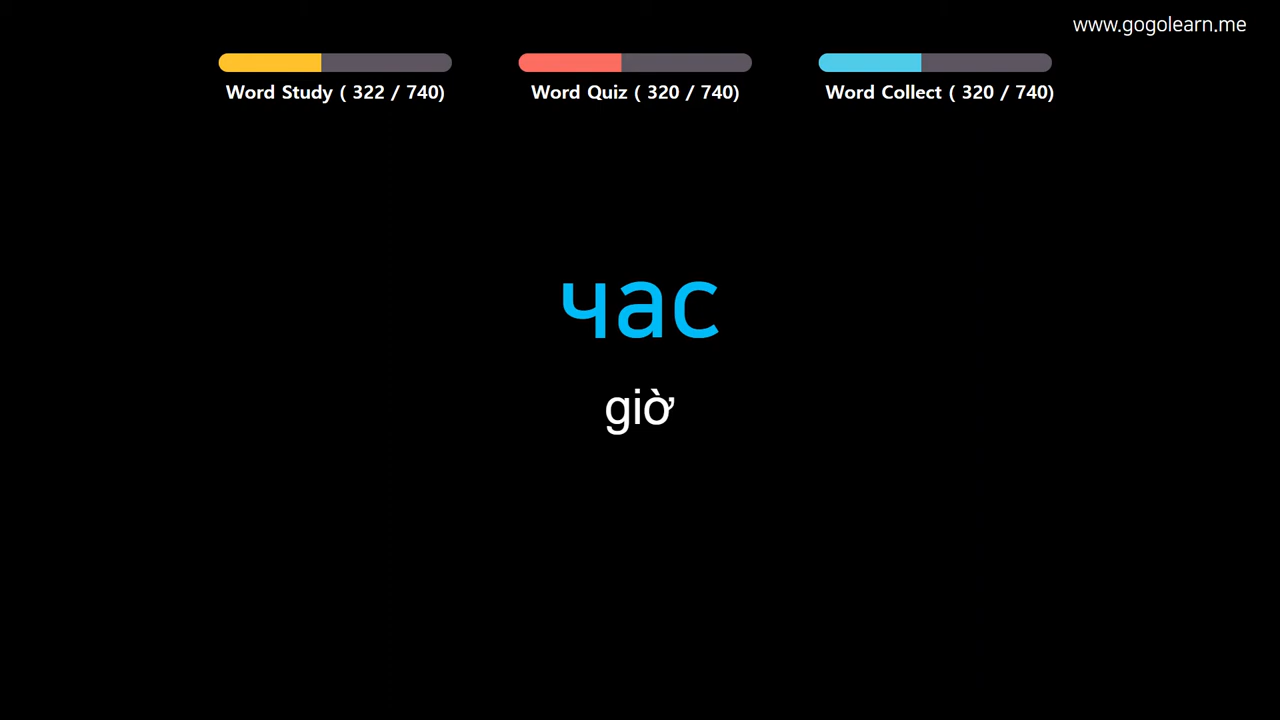 www.gogolearn.me
Word Study ( 322 / 740)
Word Quiz ( 320 / 740)
Word Collect ( 320 / 740)
час
giờ